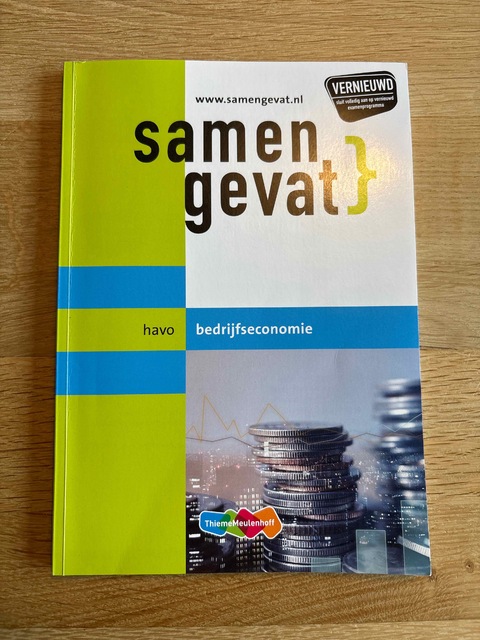 www.samengevat.nl
VERNIEUWD
sluit volledig aan op vernieuwd
examenprogramma
samen
gevat}
havo
bedrijfseconomie
ThiemeMeulenhoff